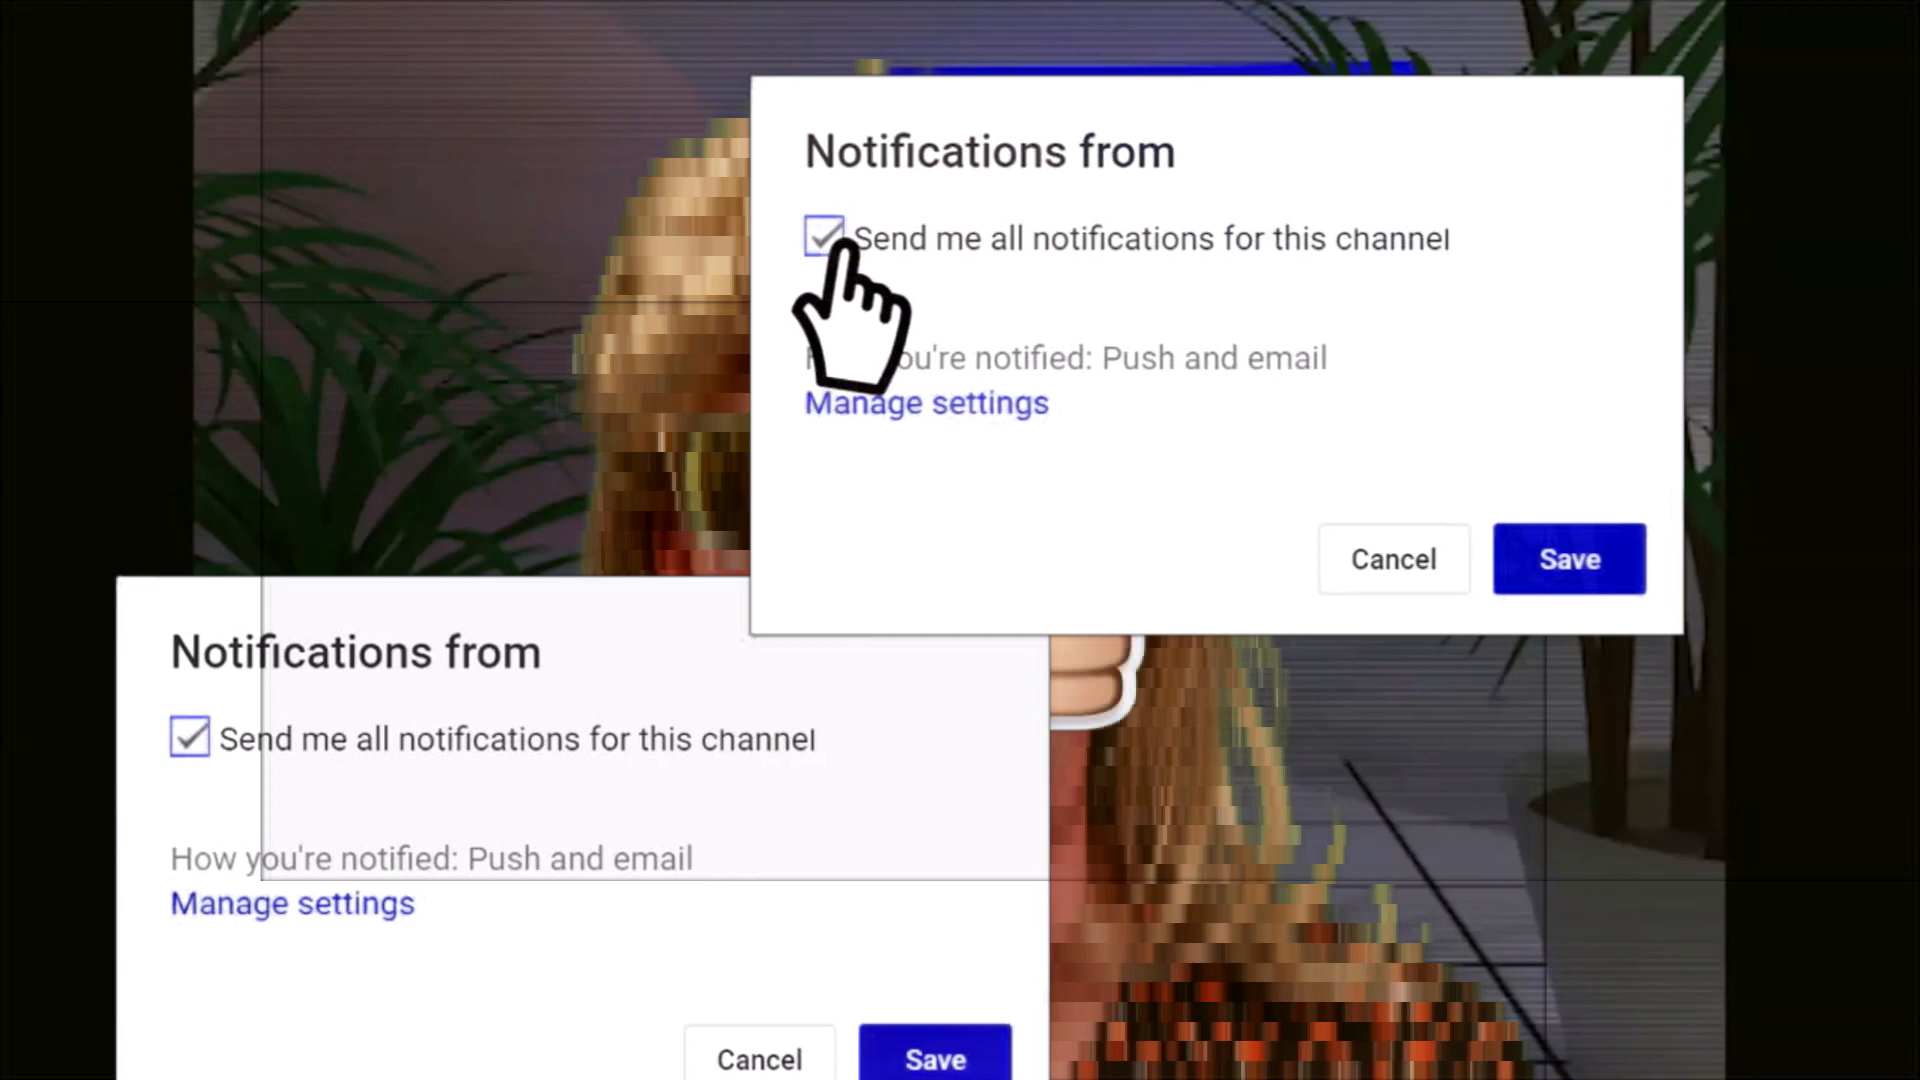 Notifications from
Send me all notifications for this channel
you're notified: Push and email
Manage settings
Cancel
Save
Notifications from
Send me all notifications for this channel
How you're notified: Push and email
Manage settings
Cancel
Save